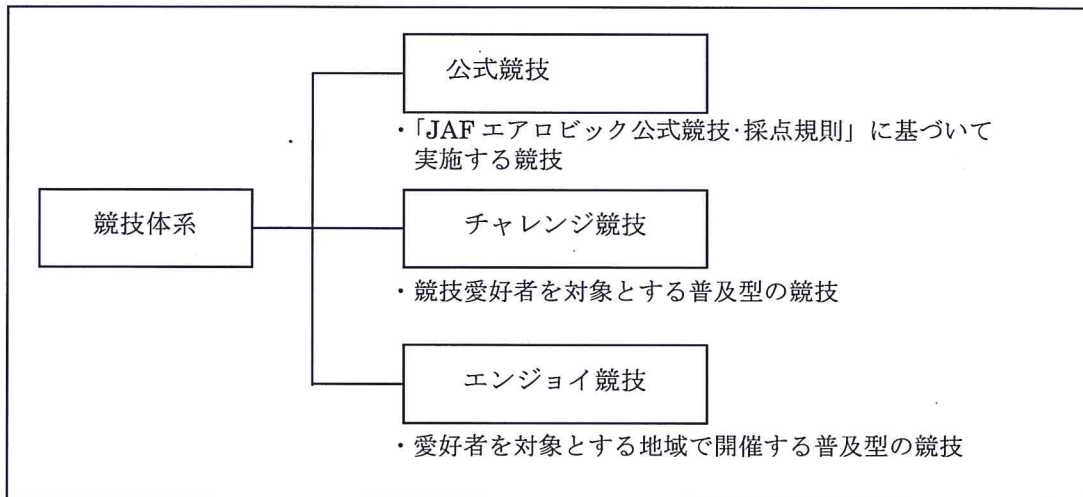 公式競技
・「JAF エアロビック公式競技･採点規則」に基づいて
実施する競技
競技体系
チャレンジ競技
・競技愛好者を対象とする普及型の競技
エンジョイ競技
・愛好者を対象とする地域で開催する普及型の競技